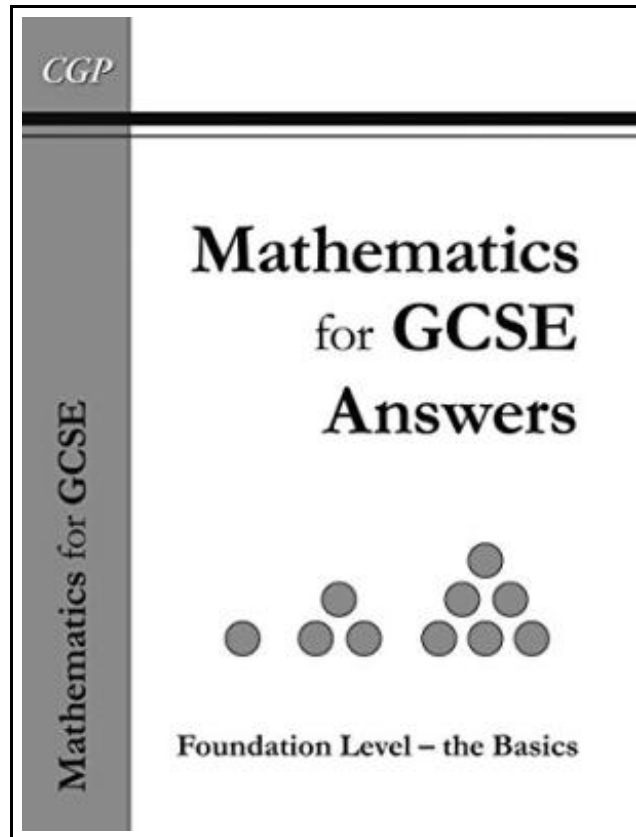 CGP
Mathematics
for GCSE
Answers
Mathematics for GCSE
Foundation Level – the Basics